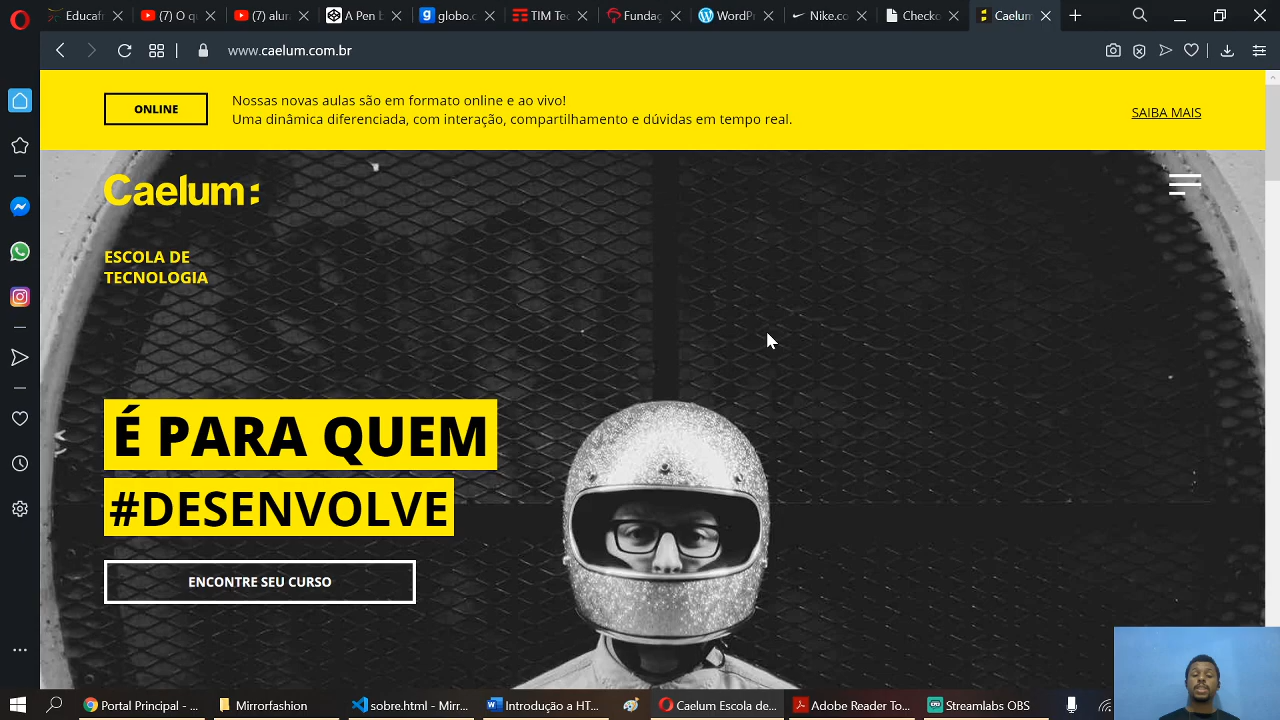 Educafr
(7) O q
(7) alur
A Pen b
globo.c
TIM Tec
Fundaç
WordPr
Nike.co
Checko
Caelum
www.caelum.com.br
ONLINE
Nossas novas aulas são em formato online e ao vivo!
Uma dinâmica diferenciada, com interação, compartilhamento e dúvidas em tempo real.
SAIBA MAIS
Caelum:
ESCOLA DE
TECNOLOGIA
É PARA QUEM
#DESENVOLVE
ENCONTRE SEU CURSO
Portal Principal - ...
Mirrorfashion
sobre.html - Mirr...
Introdução a HT...
Caelum Escola de...
Adobe Reader To...
Streamlabs OBS